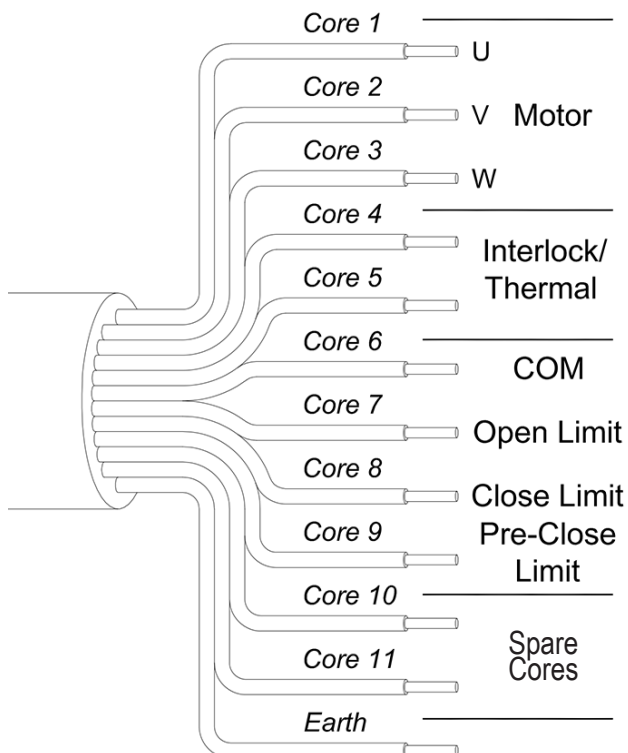 Core 1
U
Core 2
V Motor
Core 3
W
Core 4
Interlock/
Thermal
Core 5
Core 6
COM
Core 7
Open Limit
Core 8
Close Limit
Pre-Close
Limit
Core 9
Core 10
Spare
Cores
Core 11
Earth